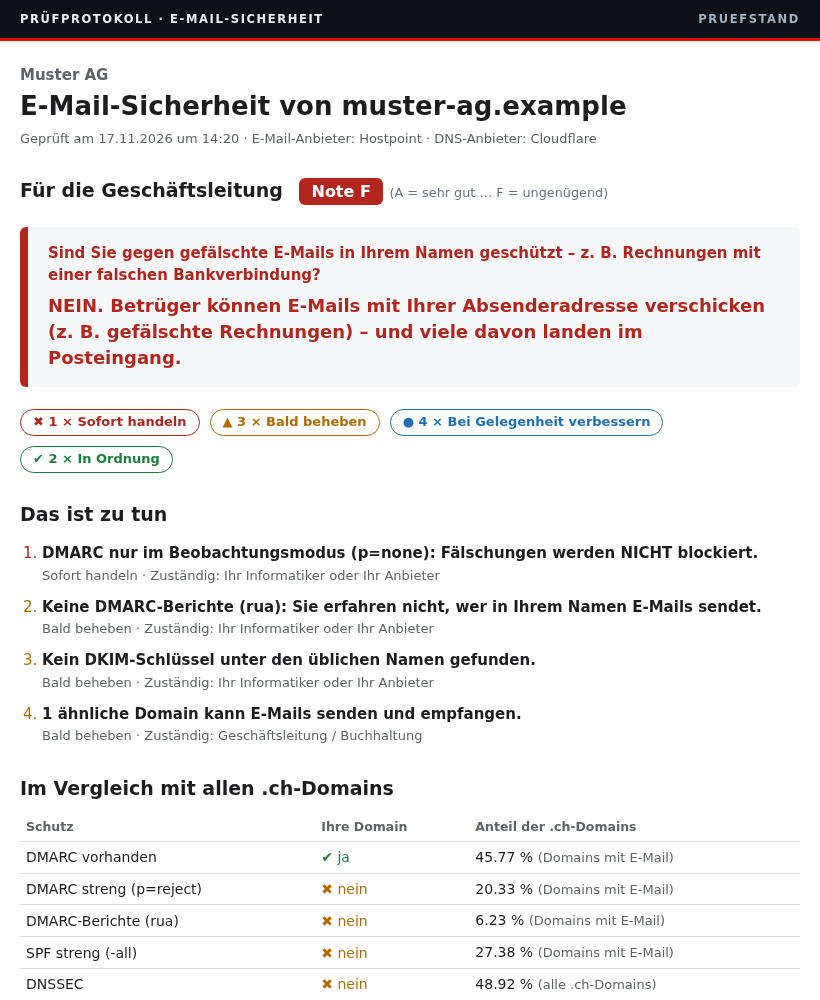 PRÜFPROTOKOLL · E-MAIL-SICHERHEIT PRUEFSTAND
Muster AG
E-Mail-Sicherheit von muster-ag.example
Geprüft am 17.11.2026 um 14:20 · E-Mail-Anbieter: Hostpoint · DNS-Anbieter: Cloudflare
Für die Geschäftsleitung Note F (A = sehr gut … F = ungenügend)
Sind Sie gegen gefälschte E-Mails in Ihrem Namen geschützt – z. B. Rechnungen mit
einer falschen Bankverbindung?
NEIN. Betrüger können E-Mails mit Ihrer Absenderadresse verschicken
(z. B. gefälschte Rechnungen) – und viele davon landen im
Posteingang.
✖ 1 × Sofort handeln ▲ 3 × Bald beheben ● 4 × Bei Gelegenheit verbessern
✔ 2 × In Ordnung
Das ist zu tun
1. DMARC nur im Beobachtungsmodus (p=none): Fälschungen werden NICHT blockiert.
Sofort handeln · Zuständig: Ihr Informatiker oder Ihr Anbieter
2. Keine DMARC-Berichte (rua): Sie erfahren nicht, wer in Ihrem Namen E-Mails sendet.
Bald beheben · Zuständig: Ihr Informatiker oder Ihr Anbieter
3. Kein DKIM-Schlüssel unter den üblichen Namen gefunden.
Bald beheben · Zuständig: Ihr Informatiker oder Ihr Anbieter
4. 1 ähnliche Domain kann E-Mails senden und empfangen.
Bald beheben · Zuständig: Geschäftsleitung / Buchhaltung
Im Vergleich mit allen .ch-Domains
Schutz Ihre Domain Anteil der .ch-Domains
DMARC vorhanden ✔ ja 45.77 % (Domains mit E-Mail)
DMARC streng (p=reject) ✖ nein 20.33 % (Domains mit E-Mail)
DMARC-Berichte (rua) ✖ nein 6.23 % (Domains mit E-Mail)
SPF streng (-all) ✖ nein 27.38 % (Domains mit E-Mail)
DNSSEC ✖ nein 48.92 % (alle .ch-Domains)